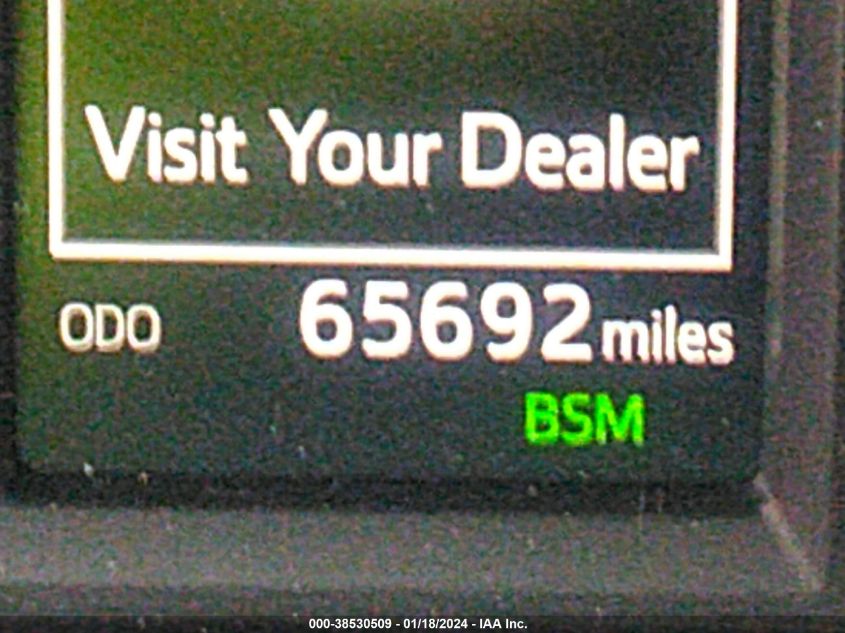 Visit Your Dealer
ODO 65692 miles
BSM
000-38530509 - 01/18/2024 - IAA Inc.